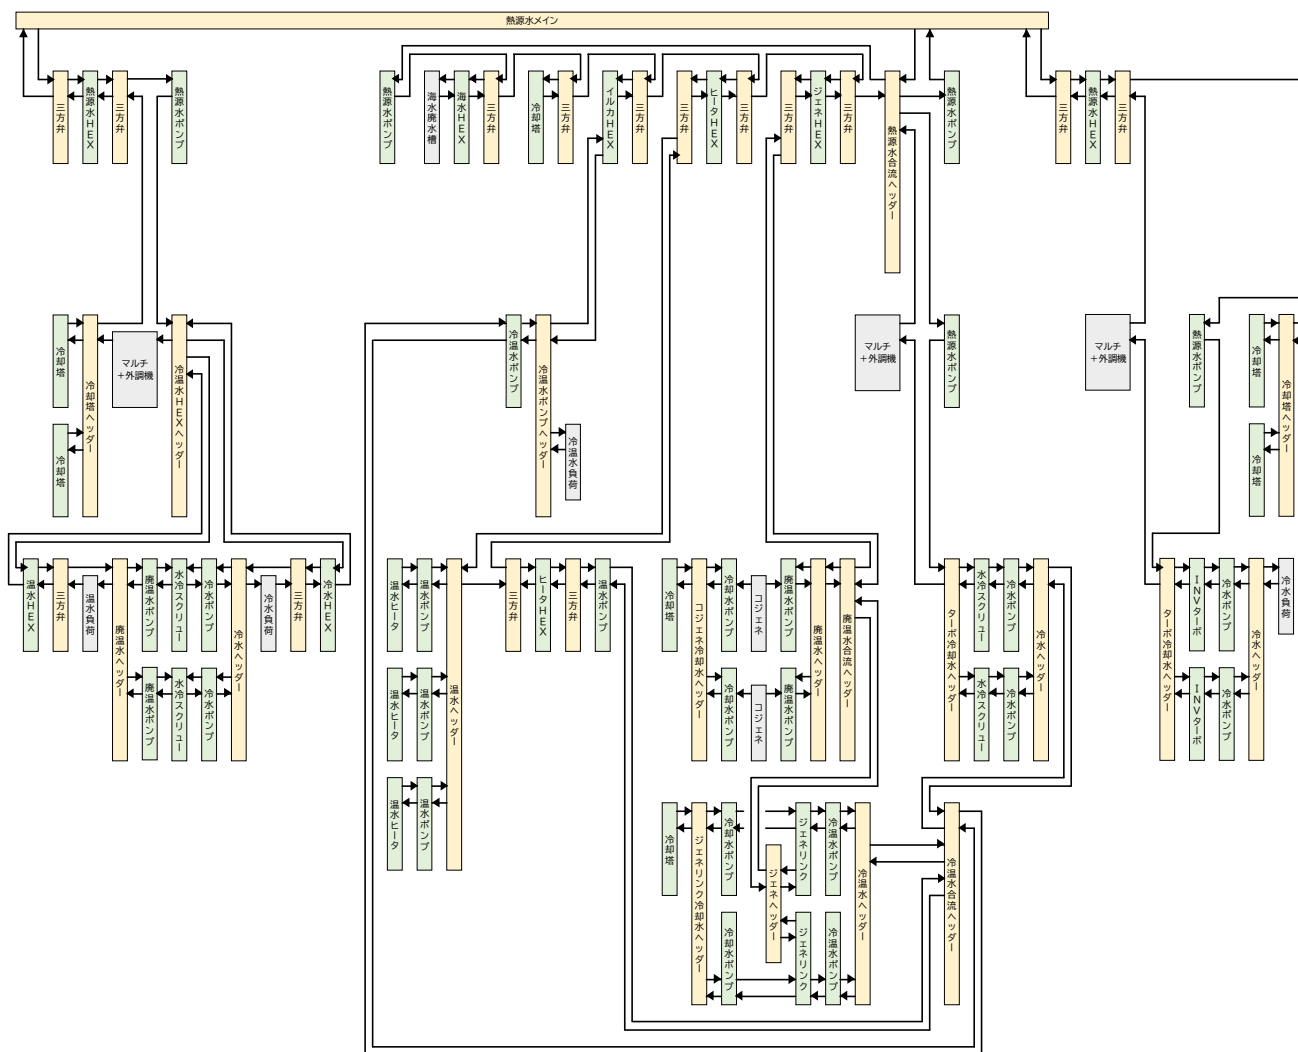 熱源水メイン
三方弁
熱源水HEX
三方弁
熱源水ポンプ
熱源水ポンプ
海水廃水槽
海水HEX
三方弁
冷却塔
三方弁
イルカHEX
三方弁
三方弁
ヒータHEX
三方弁
三方弁
ジェネHEX
三方弁
熱源水合流ヘッダー
熱源水ポンプ
三方弁
熱源水HEX
三方弁
冷却塔
冷却塔ヘッダー
マルチ
＋外調機
冷温水HEXヘッダー
冷却塔
冷温水ポンプ
冷温水ポンプヘッダー
冷温水負荷
マルチ
＋外調機
熱源水ポンプ
マルチ
＋外調機
熱源水ポンプ
冷却塔
冷却塔ヘッダー
冷却塔
温水HEX
三方弁
温水負荷
廃温水ヘッダー
廃温水ポンプ
水冷スクリュー
冷水ポンプ
冷水ヘッダー
冷水負荷
三方弁
冷水HEX
廃温水ポンプ
水冷スクリュー
冷水ポンプ
温水ヒータ
温水ポンプ
温水ヘッダー
三方弁
ヒータHEX
三方弁
温水ポンプ
温水ヒータ
温水ポンプ
温水ヒータ
温水ポンプ
冷却塔
コジェネ冷却水ヘッダー
冷却水ポンプ
コジェネ
廃温水ポンプ
廃温水ヘッダー
廃温水合流ヘッダー
冷却水ポンプ
コジェネ
廃温水ポンプ
ターボ冷却水ヘッダー
水冷スクリュー
冷水ポンプ
冷水ヘッダー
水冷スクリュー
冷水ポンプ
ターボ冷却水ヘッダー
INVターボ
冷水ポンプ
冷水ヘッダー
冷水負荷
INVターボ
冷水ポンプ
冷却塔
ジェネリンク冷却水ヘッダー
冷却水ポンプ
ジェネヘッダー
ジェネリンク
冷温水ポンプ
冷温水ヘッダー
冷温水合流ヘッダー
冷却水ポンプ
ジェネリンク
冷温水ポンプ